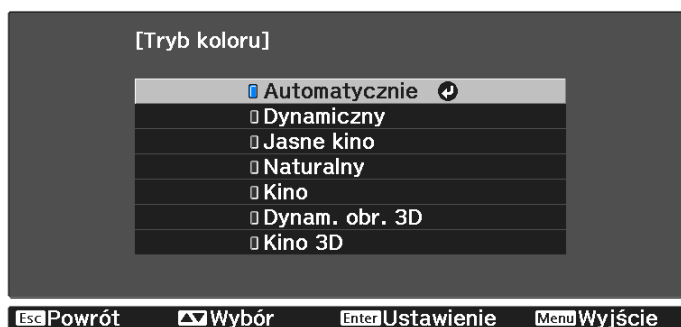 [Tryb koloru]
Automatycznie
Dynamiczny
Jasne kino
Naturalny
Kino
Dynam. obr. 3D
Kino 3D
Esc Powrót Wybór Enter Ustawienie Menu Wyjście